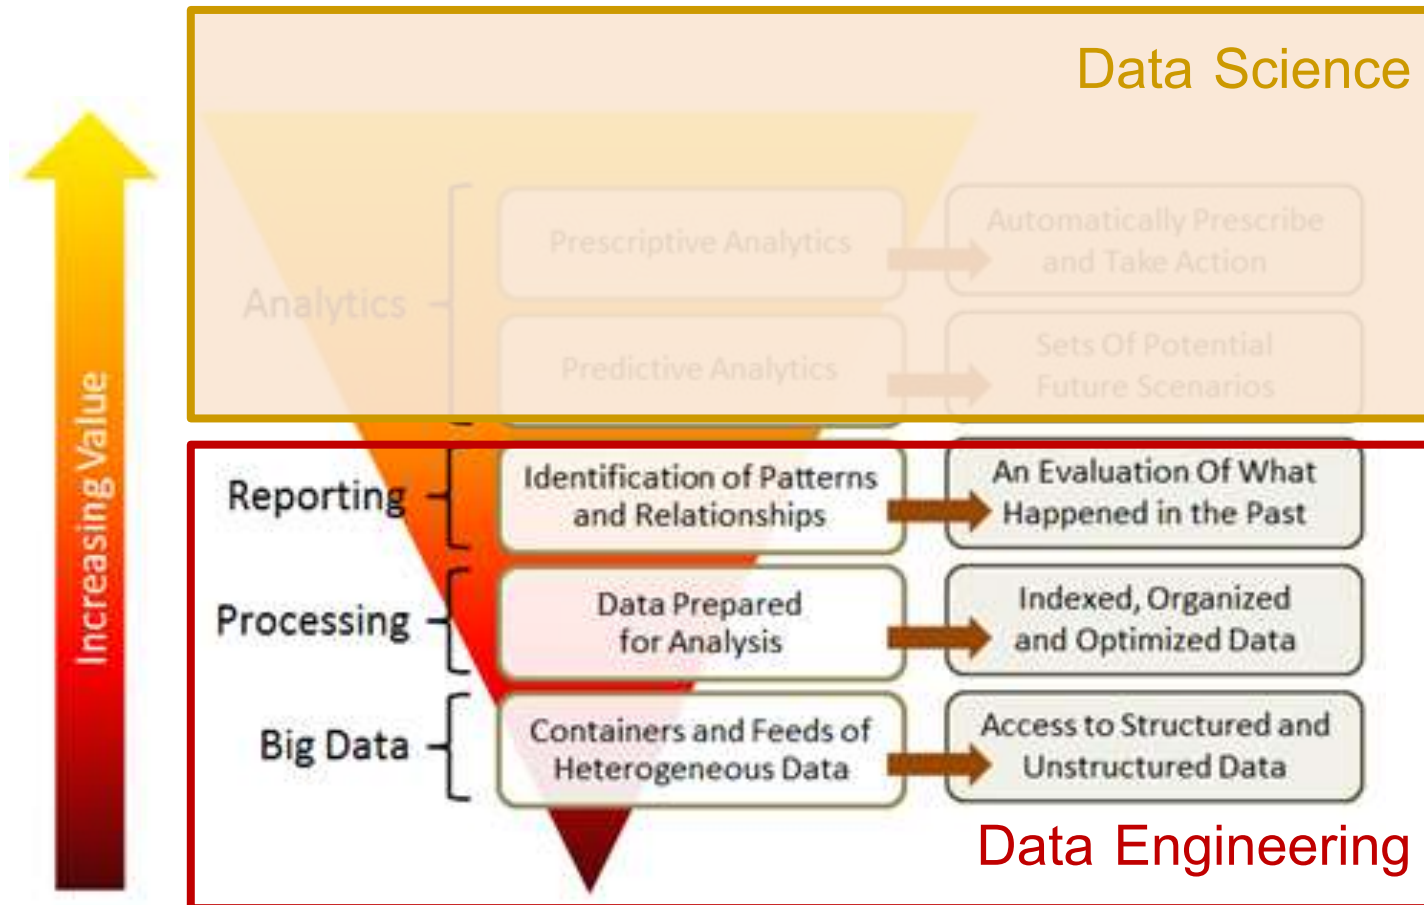 Data Science
Increasing Value
Analytics
Prescriptive Analytics
Automatically Prescribe
and Take Action
Predictive Analytics
Sets Of Potential
Future Scenarios
Reporting
Identification of Patterns
and Relationships
An Evaluation Of What
Happened in the Past
Processing
Data Prepared
for Analysis
Indexed, Organized
and Optimized Data
Big Data
Containers and Feeds of
Heterogeneous Data
Access to Structured and
Unstructured Data
Data Engineering